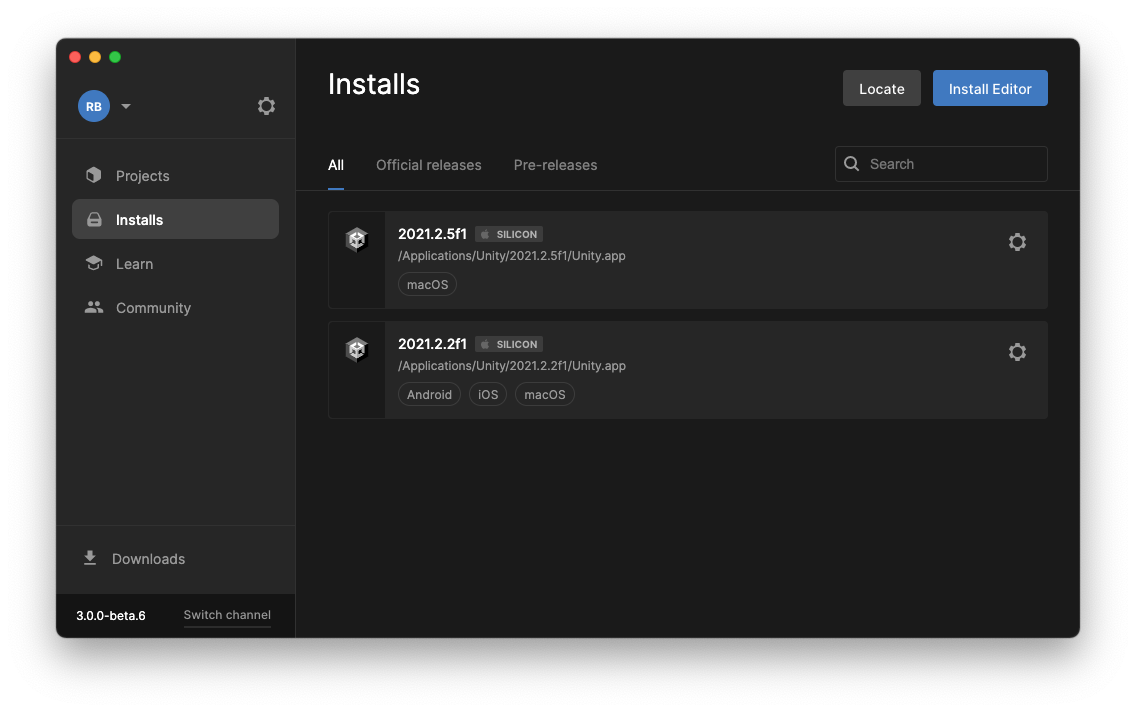 RB
Projects
Installs
Learn
Community
Downloads
3.0.0-beta.6 Switch channel
Installs
Locate Install Editor
All Official releases Pre-releases Search
2021.2.5f1 SILICON
/Applications/Unity/2021.2.5f1/Unity.app
macOS
2021.2.2f1 SILICON
/Applications/Unity/2021.2.2f1/Unity.app
Android iOS macOS